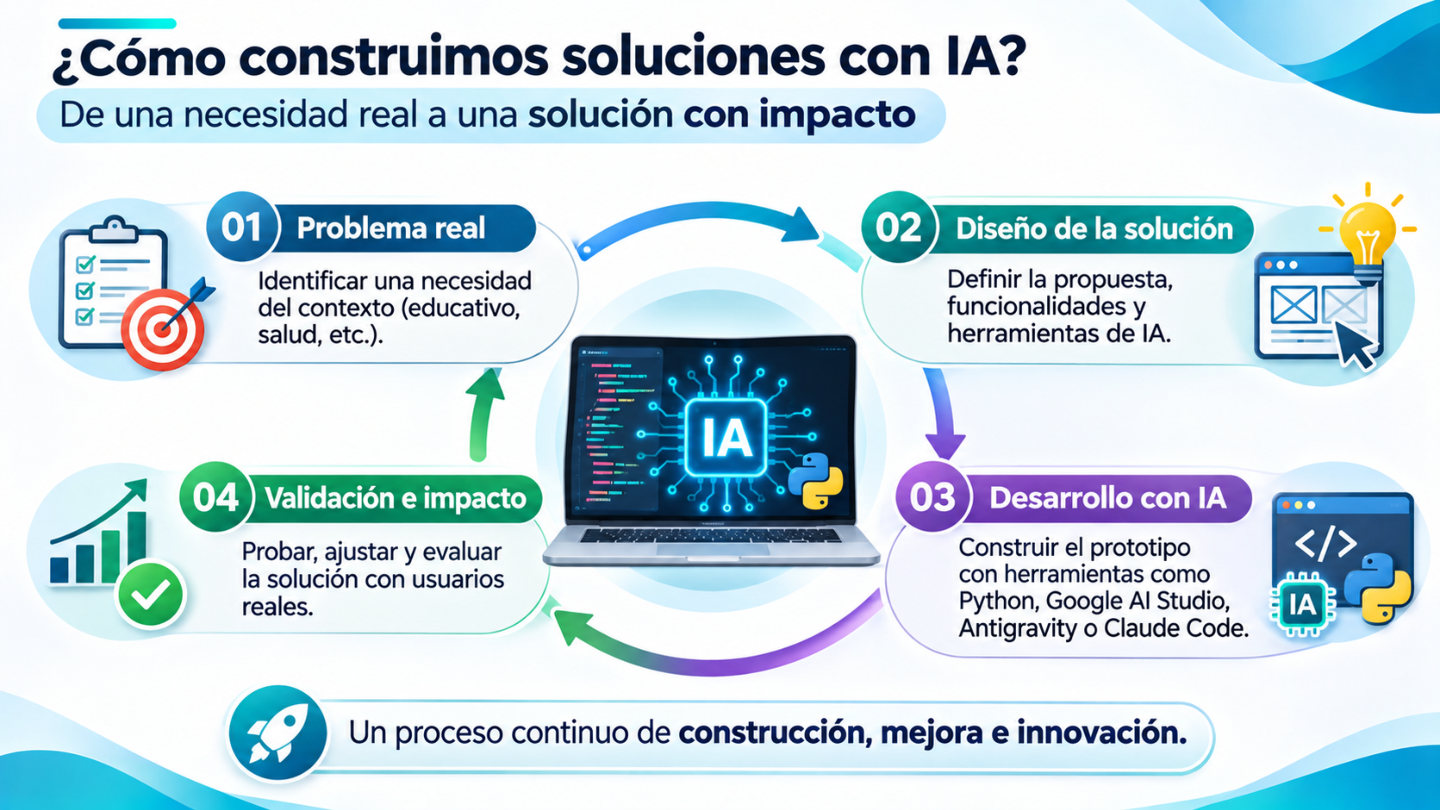 ¿Cómo construimos soluciones con IA?
De una necesidad real a una solución con impacto
01 Problema real
Identificar una necesidad
del contexto (educativo,
salud, etc.).
02 Diseño de la solución
Definir la propuesta,
funcionalidades y
herramientas de IA.
IA
03 Desarrollo con IA
Construir el prototipo
con herramientas como
Python, Google AI Studio,
Antigravity o Claude Code.
</>
IA
04 Validación e impacto
Probar, ajustar y evaluar
la solución con usuarios
reales.
Un proceso continuo de construcción, mejora e innovación.